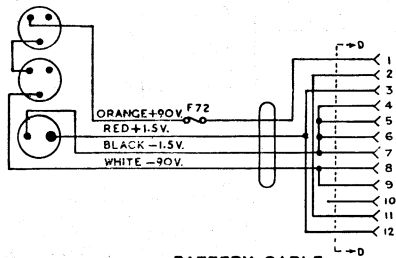 D
ORANGE+90V. F72
RED+1.5V.
BLACK-1.5V.
WHITE-90V.
1
2
3
4
5
6
7
8
9
10
11
12
D
BATTERY CABLE